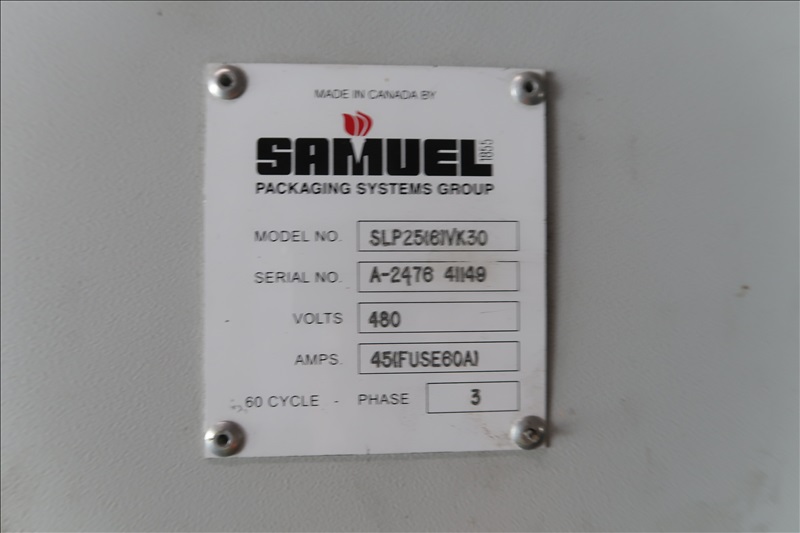 MADE IN CANADA BY
SAMUEL 1855
PACKAGING SYSTEMS GROUP
MODEL NO. SLP25(6)VK30
SERIAL NO. A-2476 41149
VOLTS 480
AMPS. 45(FUSE60A)
60 CYCLE - PHASE 3